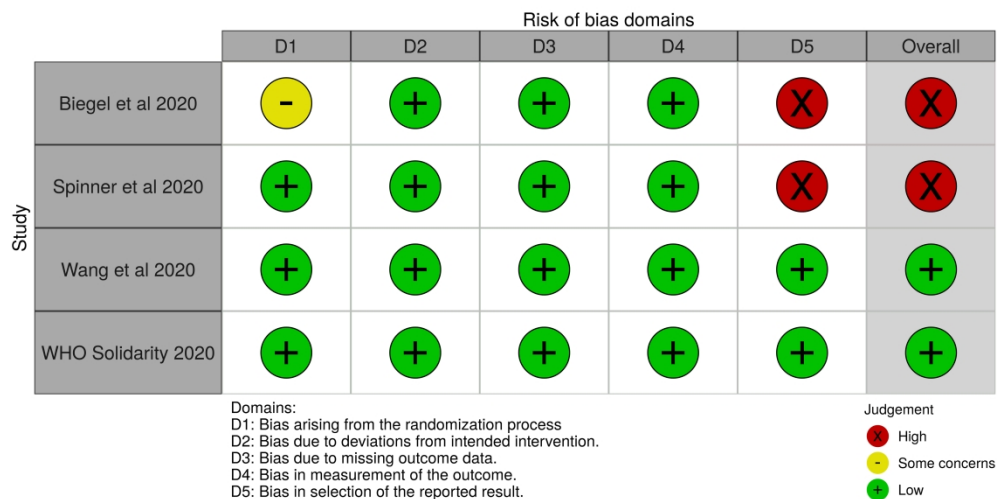 Risk of bias domains
D1 D2 D3 D4 D5 Overall
Study
Biegel et al 2020 - + + + X X
Spinner et al 2020 + + + + X X
Wang et al 2020 + + + + + +
WHO Solidarity 2020 + + + + + +
Domains:
D1: Bias arising from the randomization process
D2: Bias due to deviations from intended intervention.
D3: Bias due to missing outcome data.
D4: Bias in measurement of the outcome.
D5: Bias in selection of the reported result.
Judgement
X High
- Some concerns
+ Low